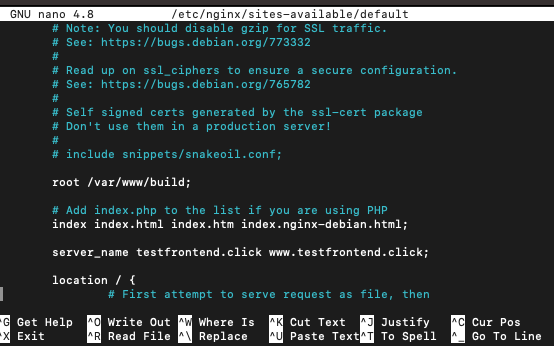 GNU nano 4.8 /etc/nginx/sites-available/default
# Note: You should disable gzip for SSL traffic.
# See: https://bugs.debian.org/773332
#
# Read up on ssl_ciphers to ensure a secure configuration.
# See: https://bugs.debian.org/765782
#
# Self signed certs generated by the ssl-cert package
# Don't use them in a production server!
#
# include snippets/snakeoil.conf;
root /var/www/build;
# Add index.php to the list if you are using PHP
index index.html index.htm index.nginx-debian.html;
server_name testfrontend.click www.testfrontend.click;
location / {
# First attempt to serve request as file, then
^G Get Help ^O Write Out ^W Where Is ^K Cut Text ^J Justify ^C Cur Pos
^X Exit ^R Read File ^\ Replace ^U Paste Text ^T To Spell ^_ Go To Line